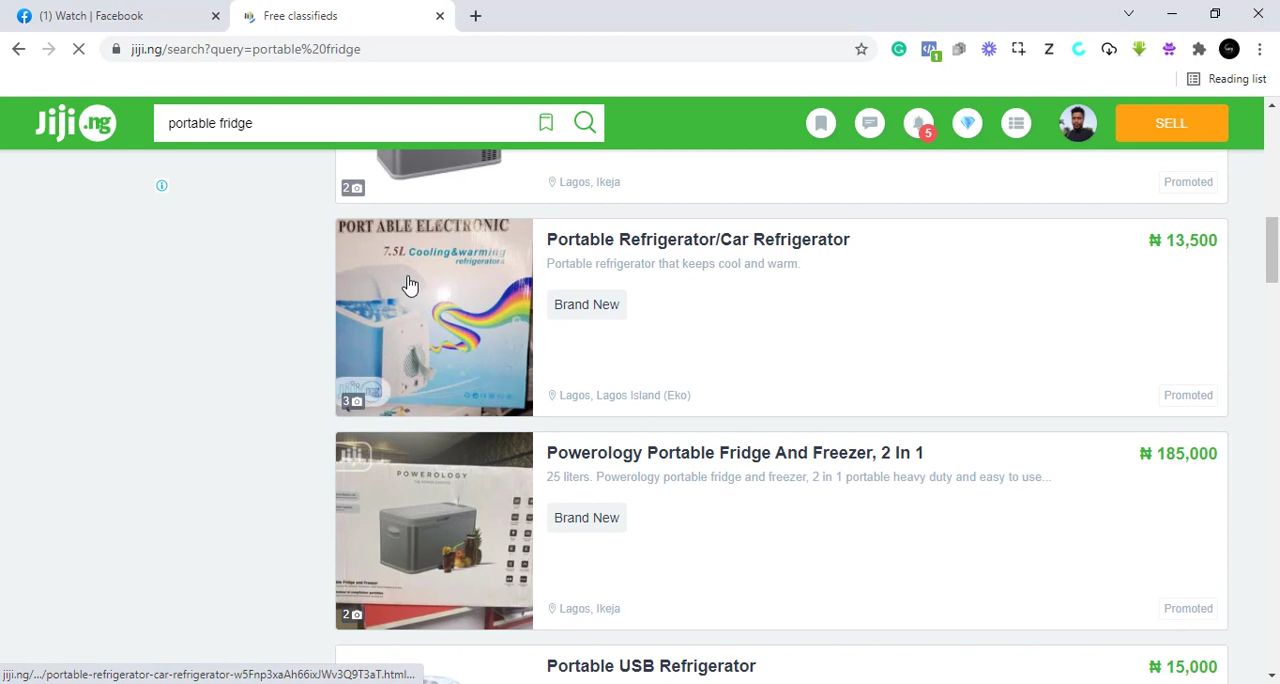 (1) Watch | Facebook
Free classifieds
jiji.ng/search?query=portable%20fridge
1
Z
Reading list
Jiji .ng
portable fridge
5
SELL
2
Lagos, Ikeja
Promoted
PORTABLE ELECTRONIC
7.5L Cooling&warming
refrigerators
3
Portable Refrigerator/Car Refrigerator
₦ 13,500
Portable refrigerator that keeps cool and warm.
Brand New
Lagos, Lagos Island (Eko)
Promoted
POWEROLOGY
2
Powerology Portable Fridge And Freezer, 2 In 1
₦ 185,000
25 liters. Powerology portable fridge and freezer, 2 in 1 portable heavy duty and easy to use...
Brand New
Lagos, Ikeja
Promoted
Portable USB Refrigerator
₦ 15,000
jiji.ng/.../portable-refrigerator-car-refrigerator-w5Fnp3xaAh66ixJWv3Q9T3aT.html...